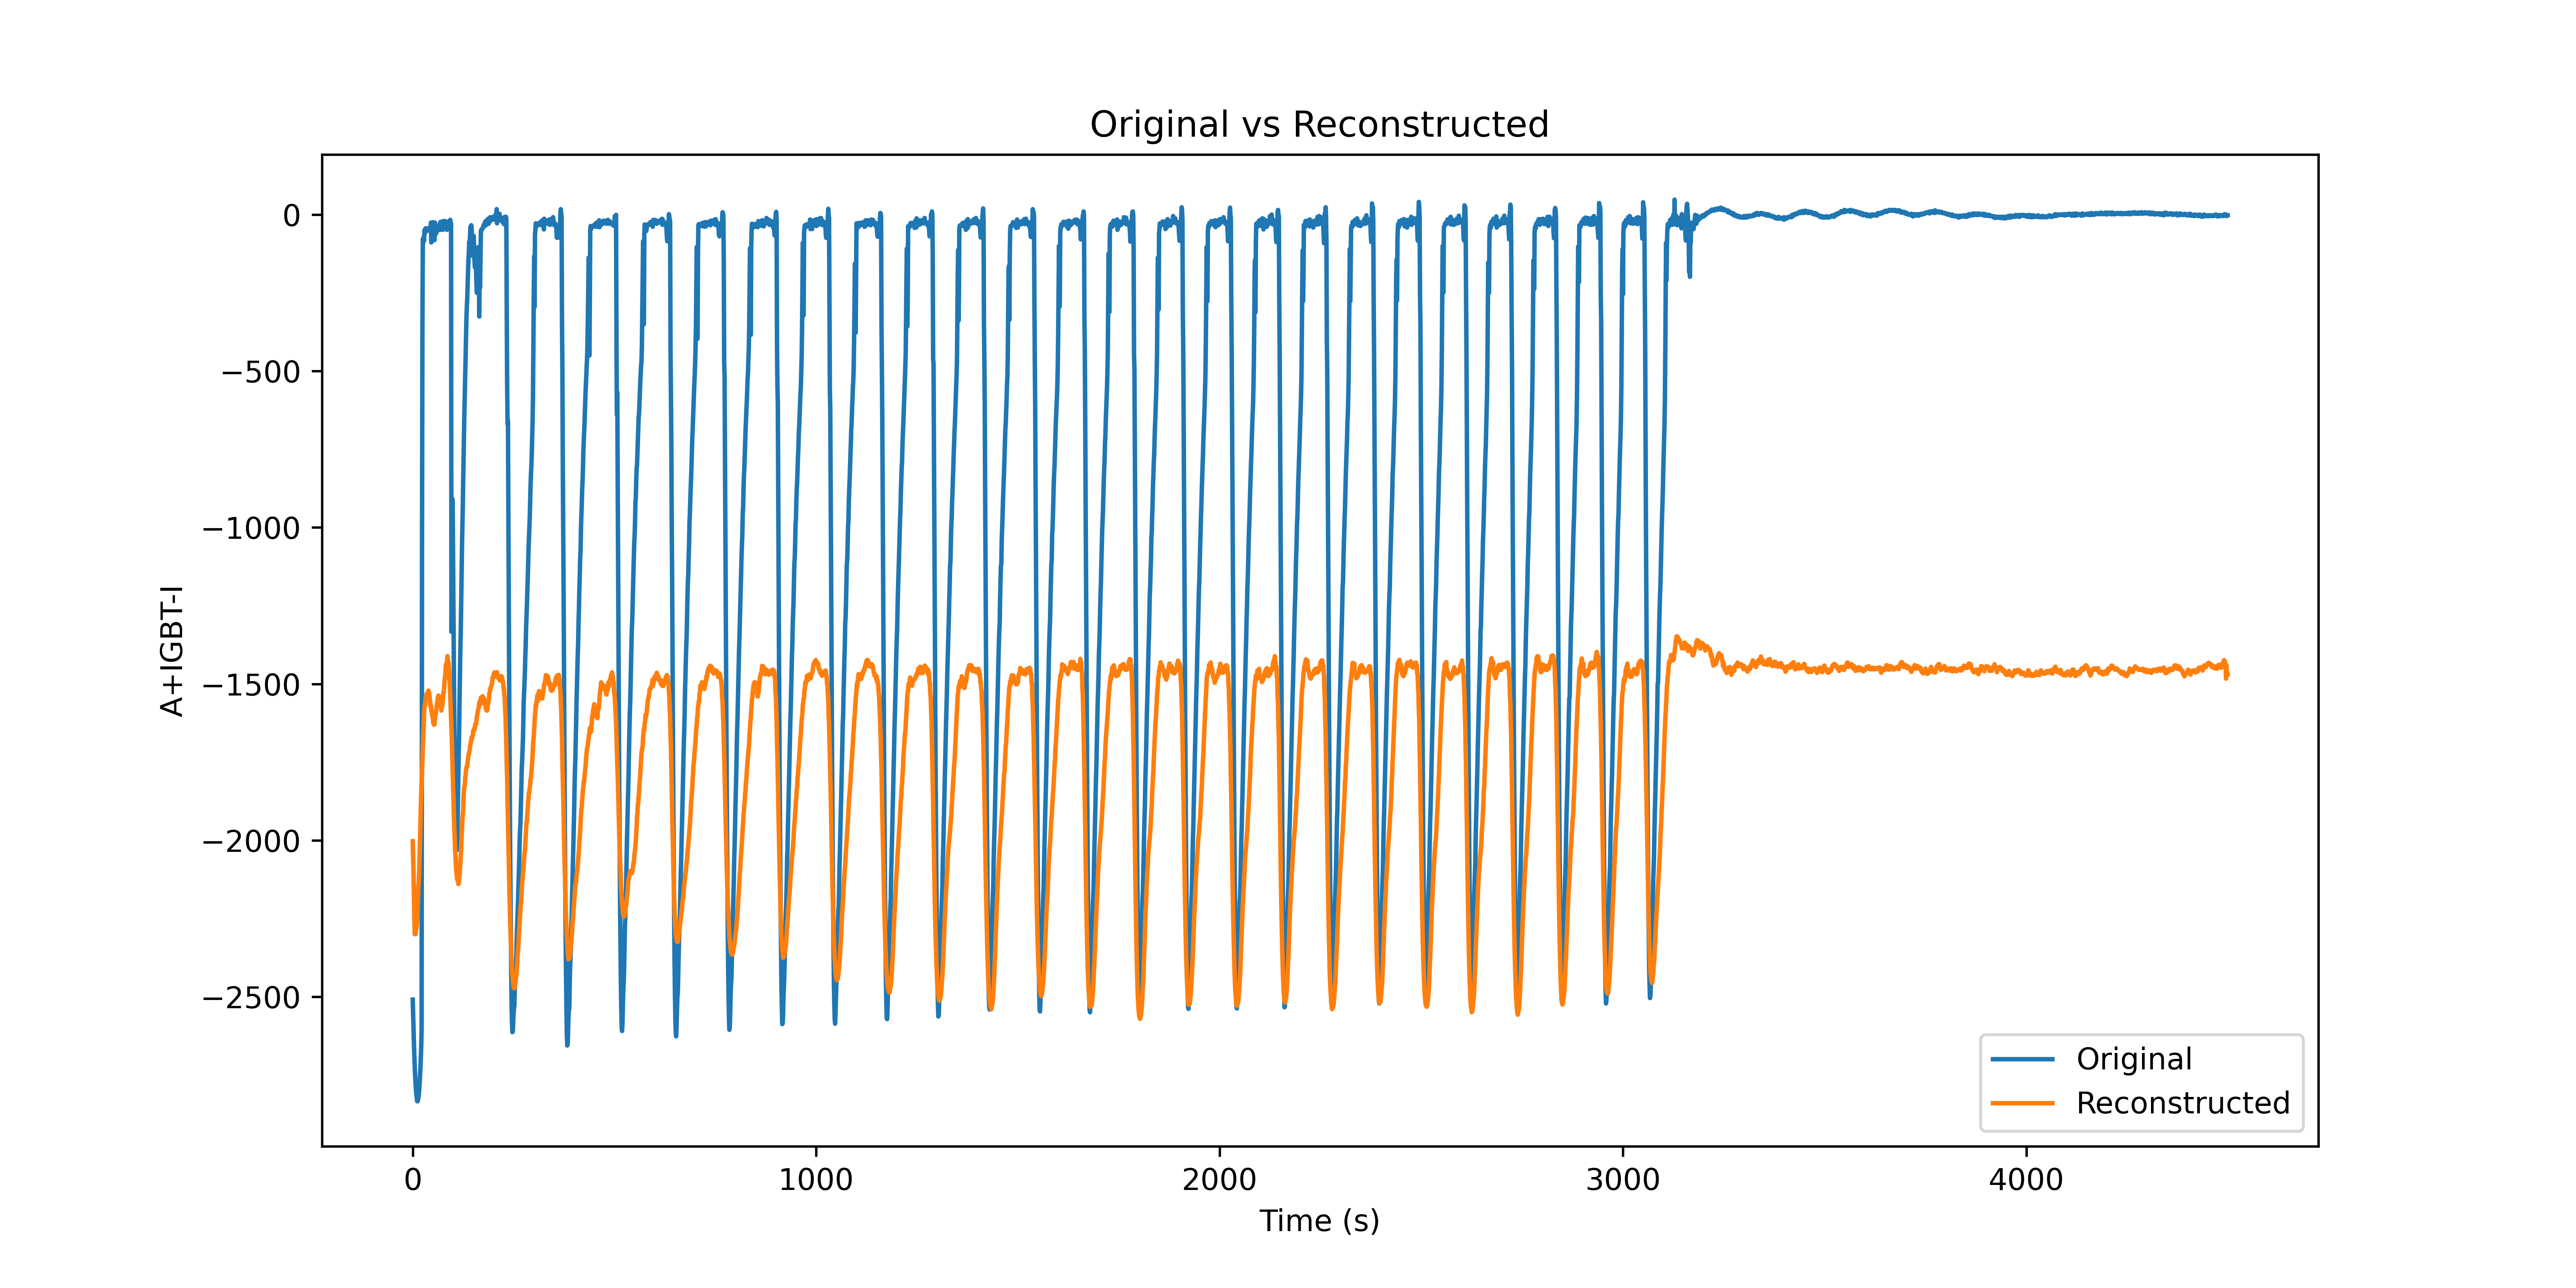 Original vs Reconstructed
0
−500
−1000
−1500
−2000
−2500
A+IGBT-I
0
1000
2000
3000
4000
Time (s)
Original
Reconstructed